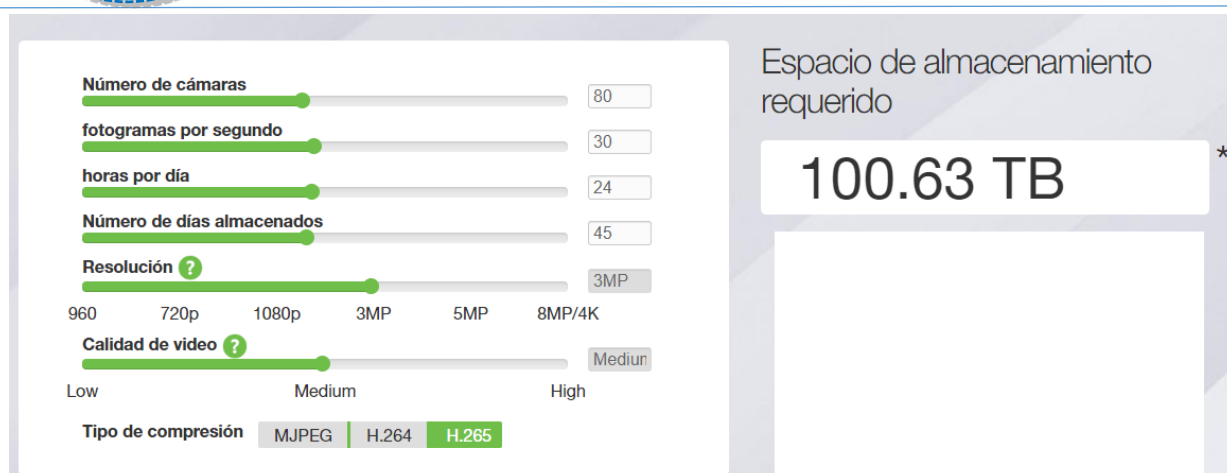 Número de cámaras
80
fotogramas por segundo
30
horas por día
24
Número de días almacenados
45
Resolución ?
3MP
960 720p 1080p 3MP 5MP 8MP/4K
Calidad de video ?
Mediun
Low Medium High
Tipo de compresión MJPEG H.264 H.265
Espacio de almacenamiento
requerido
100.63 TB *